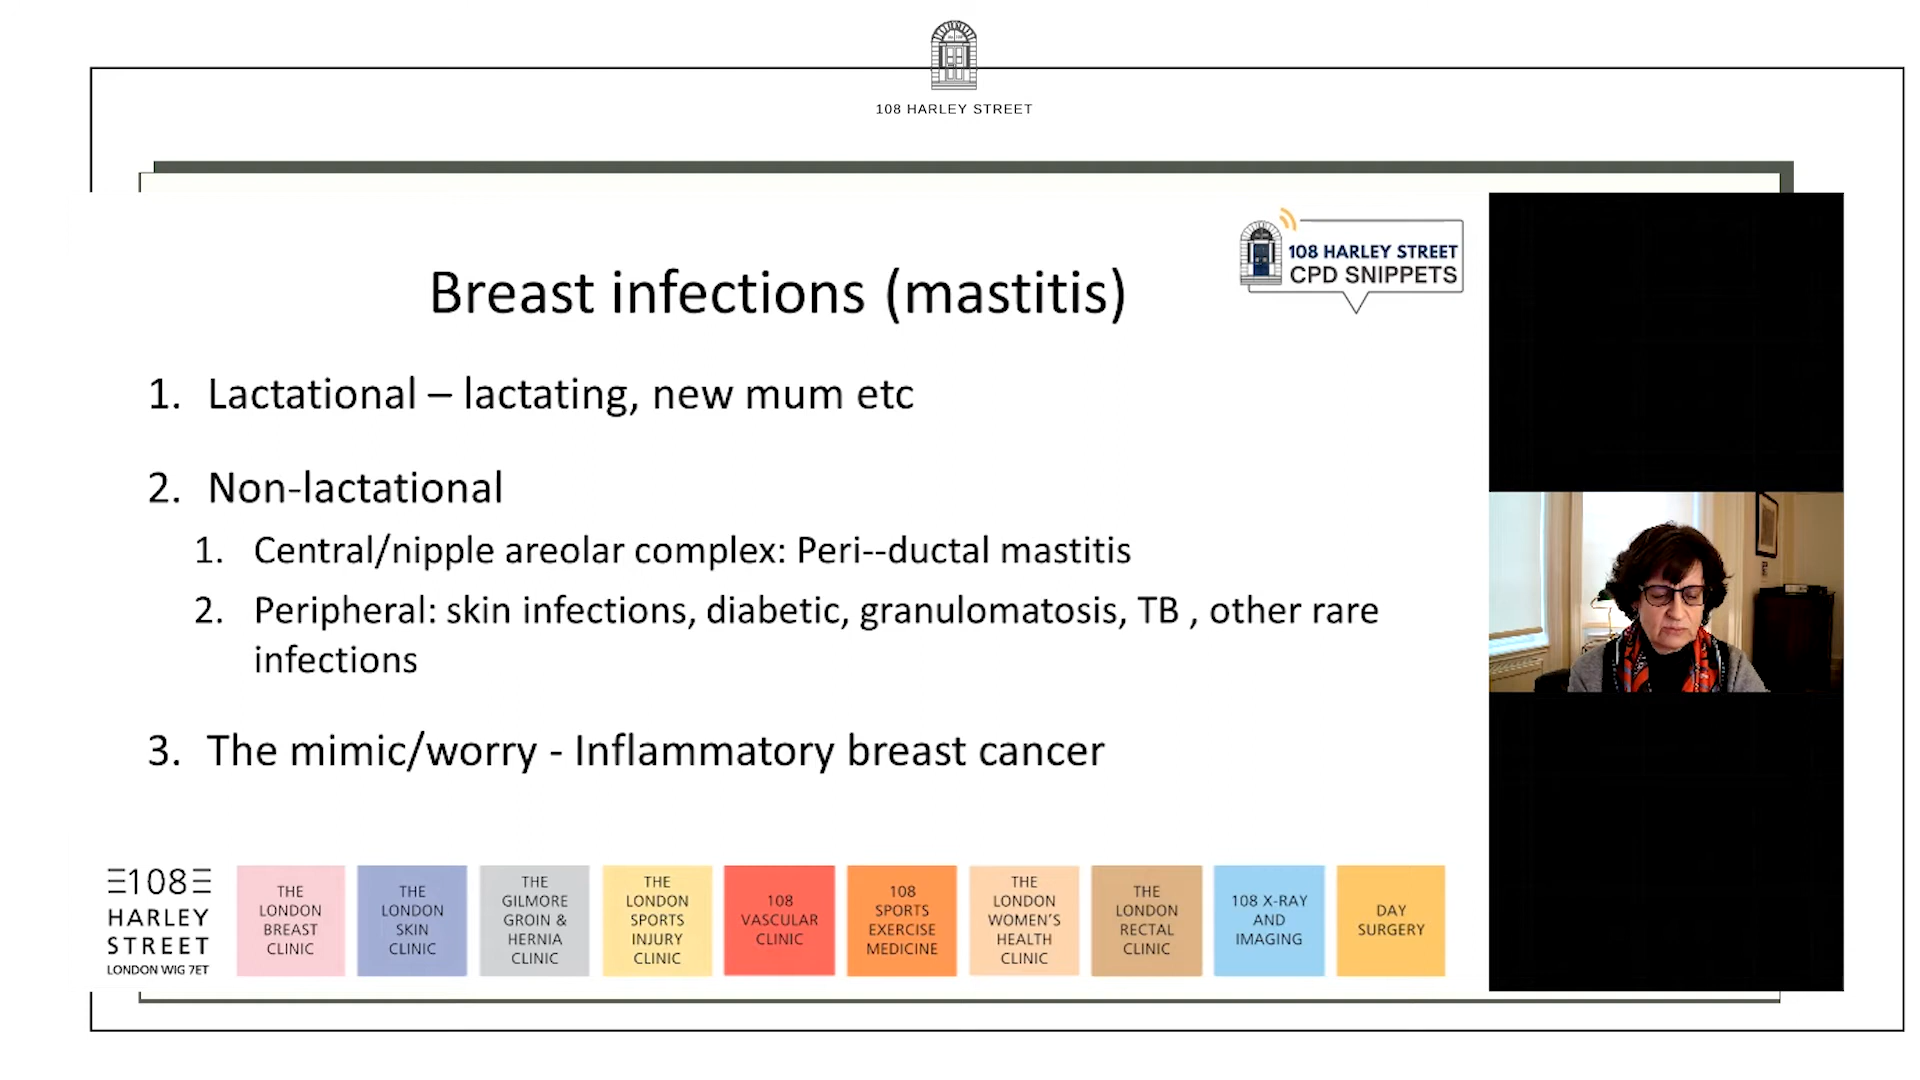 108 HARLEY STREET
108 HARLEY STREET
CPD SNIPPETS
Breast infections (mastitis)
1. Lactational – lactating, new mum etc
2. Non-lactational
1. Central/nipple areolar complex: Peri--ductal mastitis
2. Peripheral: skin infections, diabetic, granulomatosis, TB , other rare
infections
3. The mimic/worry - Inflammatory breast cancer
108
HARLEY
STREET
LONDON W1G 7ET
THE
LONDON
BREAST
CLINIC
THE
LONDON
SKIN
CLINIC
THE
GILMORE
GROIN &
HERNIA
CLINIC
THE
LONDON
SPORTS
INJURY
CLINIC
108
VASCULAR
CLINIC
108
SPORTS
EXERCISE
MEDICINE
THE
LONDON
WOMEN'S
HEALTH
CLINIC
THE
LONDON
RECTAL
CLINIC
108 X-RAY
AND
IMAGING
DAY
SURGERY